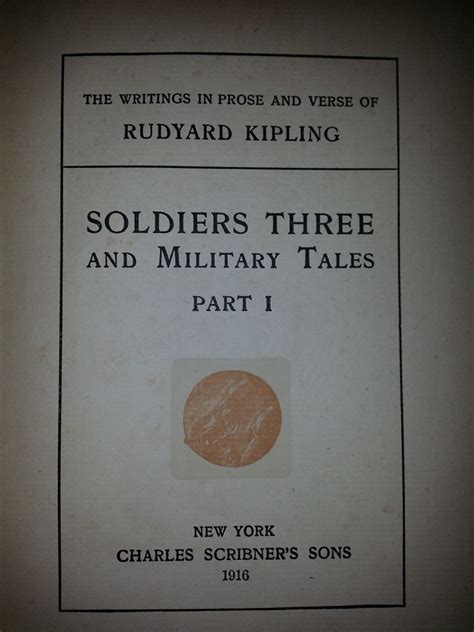 THE WRITINGS IN PROSE AND VERSE OF
RUDYARD KIPLING
SOLDIERS THREE
AND MILITARY TALES
PART I
NEW YORK
CHARLES SCRIBNER'S SONS
1916